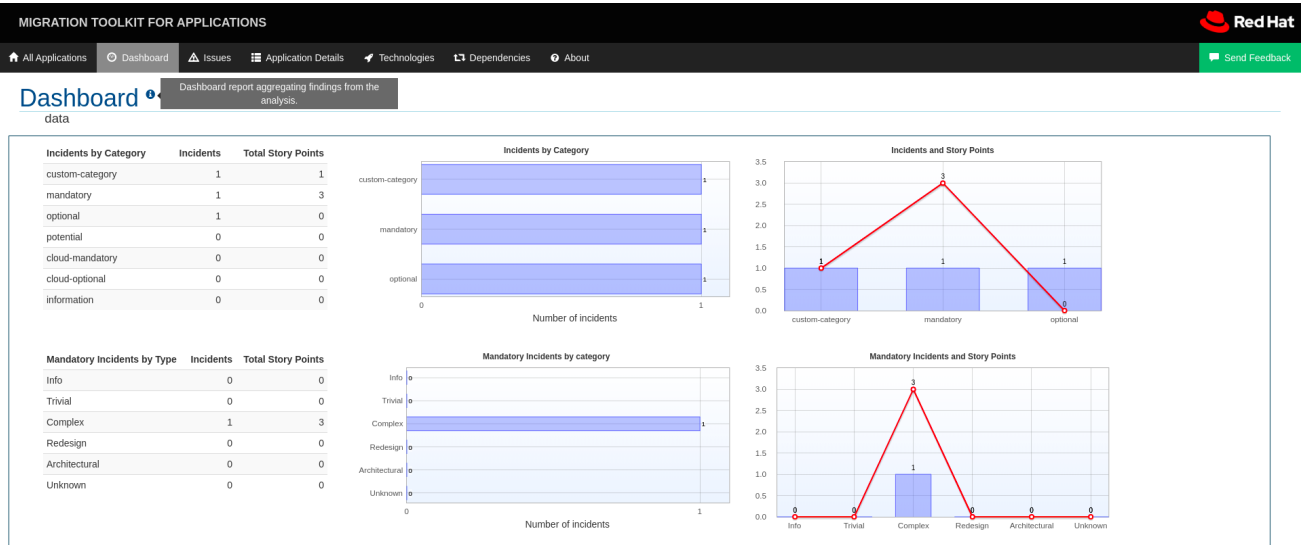 MIGRATION TOOLKIT FOR APPLICATIONS
Red Hat
All Applications Dashboard Issues Application Details Technologies Dependencies About Send Feedback
Dashboard
Dashboard report aggregating findings from the
analysis.
data
Incidents by Category Incidents Total Story Points
custom-category 1 1
mandatory 1 3
optional 1 0
potential 0 0
cloud-mandatory 0 0
cloud-optional 0 0
information 0 0
Incidents by Category
custom-category 1
mandatory 1
optional 1
0 1
Number of incidents
Incidents and Story Points
3.5
3.0
2.5
2.0
1.5
1.0
0.5
0.0
1 3 1 1 0
custom-category mandatory optional
Mandatory Incidents by Type Incidents Total Story Points
Info 0 0
Trivial 0 0
Complex 1 3
Redesign 0 0
Architectural 0 0
Unknown 0 0
Mandatory Incidents by category
Info 0
Trivial 0
Complex 1
Redesign 0
Architectural 0
Unknown 0
0 1
Number of incidents
Mandatory Incidents and Story Points
3.5
3.0
2.5
2.0
1.5
1.0
0.5
0.0
3
1
0 0 0 0 0
Info Trivial Complex Redesign Architectural Unknown